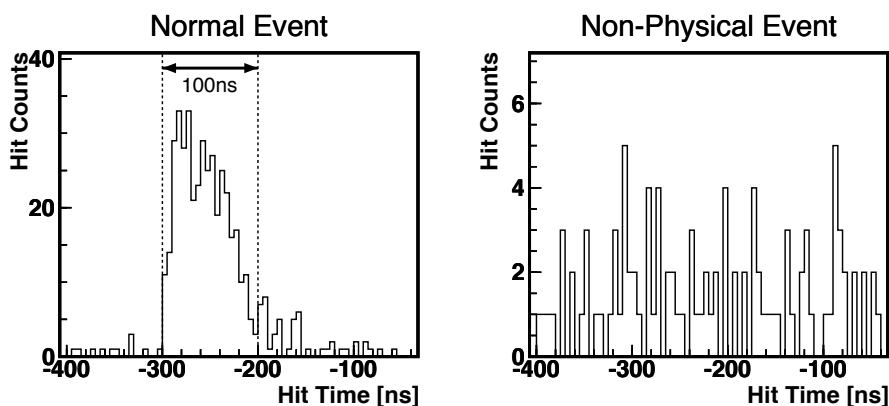 Normal Event
Hit Counts
40
20
0
100ns
-400
-300
-200
-100
Hit Time [ns]
Non-Physical Event
Hit Counts
6
4
2
0
-400
-300
-200
-100
Hit Time [ns]